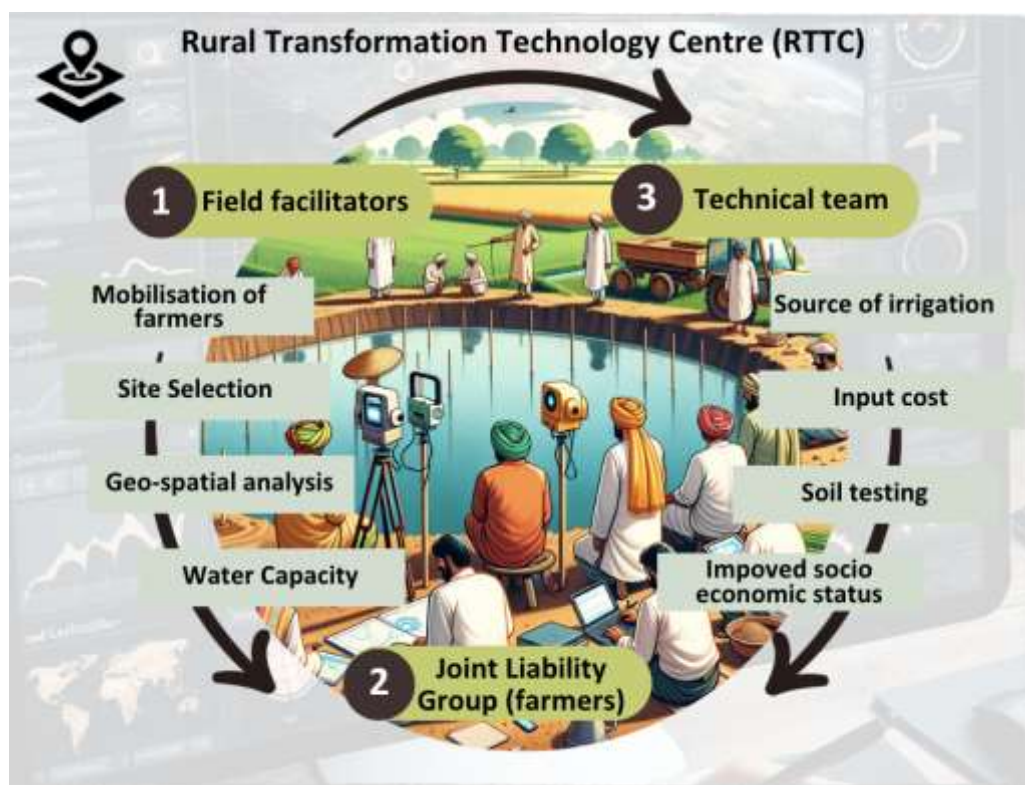 Rural Transformation Technology Centre (RTTC)
1 Field facilitators
3 Technical team
Mobilisation of
farmers
Site Selection
Geo-spatial analysis
Water Capacity
Source of irrigation
Input cost
Soil testing
Impoved socio
economic status
2 Joint Liability
Group (farmers)